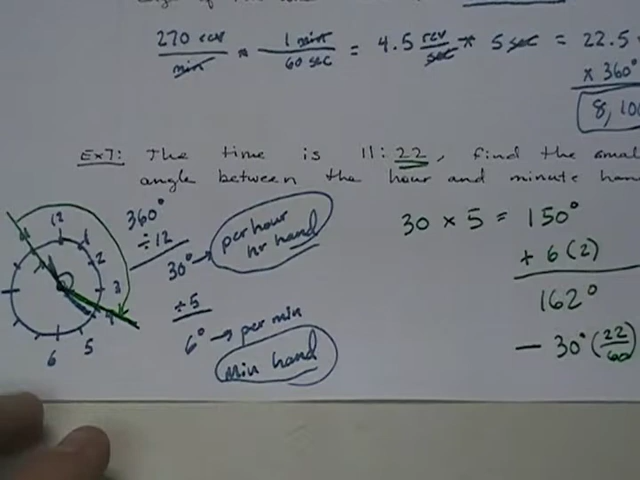 270 rev / min * 1 min / 60 sec = 4.5 rev / sec * 5 sec = 22.5
x 360°
8,100
Ex7: The time is 11:22, find the
angle between the hour and minute
12
1
2
3
4
5
6
11
360°
÷12
30° → per hour
hr hand
÷5
6° → per min
min hand
30 x 5 = 150°
+ 6(2)
162°
- 30°(22/60)